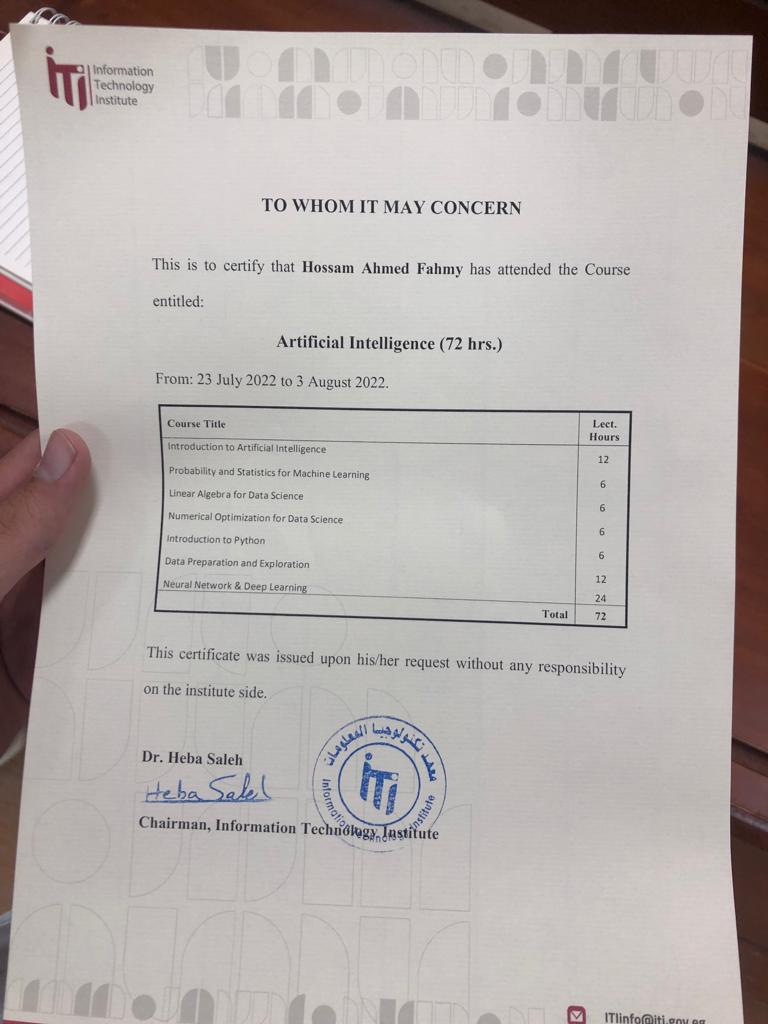 iTi
Information
Technology
Institute
TO WHOM IT MAY CONCERN
This is to certify that Hossam Ahmed Fahmy has attended the Course
entitled:
Artificial Intelligence (72 hrs.)
From: 23 July 2022 to 3 August 2022.
Course Title Lect. Hours
Introduction to Artificial Intelligence 12
Probability and Statistics for Machine Learning 6
Linear Algebra for Data Science 6
Numerical Optimization for Data Science 6
Introduction to Python 6
Data Preparation and Exploration 12
Neural Network & Deep Learning 24
Total 72
This certificate was issued upon his/her request without any responsibility
on the institute side.
Dr. Heba Saleh
Heba Saleh
Chairman, Information Technology Institute
معهد تكنولوجيا المعلومات
iTi
Information Technology Institute
ITIinfo@iti.gov.eg